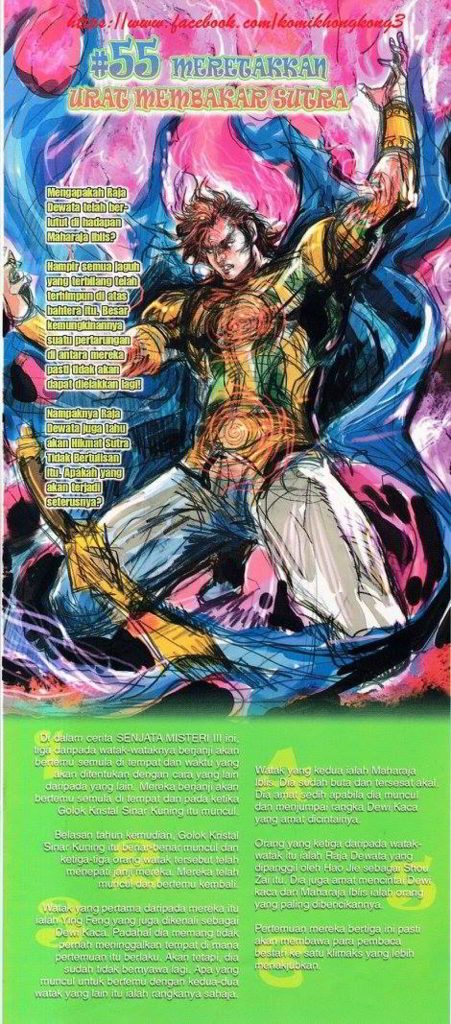 https://www.facebook.com/komikhongkong3
#55 MERETAKKAN
URAT MEMBAKAR SUTRA
Mengapakah Raja
Dewata telah ber-
lutut di hadapan
Maharaja Iblis?
Hampir semua jaguh
yang terbilang telah
terhimpun di atas
bahtera itu. Besar
kemungkinannya
suatu pertarungan
di antara mereka
pasti tidak akan
dapat dielakkan lagi!
Nampaknya Raja
Dewata juga tahu
akan Hikmat Sutra
Tidak Bertulisan
itu. Apakah yang
akan terjadi
seterusnya?
Di dalam cerita SENJATA MISTERI III ini,
tiga daripada watak-wataknya berjanji akan
bertemu semula di tempat dan waktu yang
akan ditentukan dengan cara yang lain
daripada yang lain. Mereka berjanji akan
bertemu semula di tempat dan pada ketika
Golok Kristal Sinar Kuning itu muncul.
Belasan tahun kemudian, Golok Kristal
Sinar Kuning itu benar-benar muncul dan
ketiga-tiga orang watak tersebut telah
menepati janji mereka. Mereka telah
muncul dan bertemu kembali.
Watak yang pertama daripada mereka itu
ialah Ying Feng yang juga dikenali sebagai
Dewi Kaca. Padahal dia memang tidak
pernah meninggalkan tempat di mana
pertemuan itu berlaku. Akan tetapi, dia
sudah tidak bernyawa lagi. Apa yang
muncul untuk bertemu dengan kedua-dua
watak yang lain itu ialah rangkanya sahaja.
Watak yang kedua ialah Maharaja
Iblis. Dia sudah buta dan tersesat akal.
Dia amat sedih apabila dia muncul
dan menjumpai rangka Dewi Kaca
yang amat dicintainya.
Orang yang ketiga daripada watak-
watak itu ialah Raja Dewata yang
dipanggil oleh Hao Jie sebagai Shou
Zai itu. Dia juga amat mencintai Dewi
kaca dan Maharaja Iblis ialah orang
yang paling dibencikannya.
Pertemuan mereka bertiga ini pasti
akan membawa para pembaca
bestari ke satu klimaks yang lebih
menakjubkan.